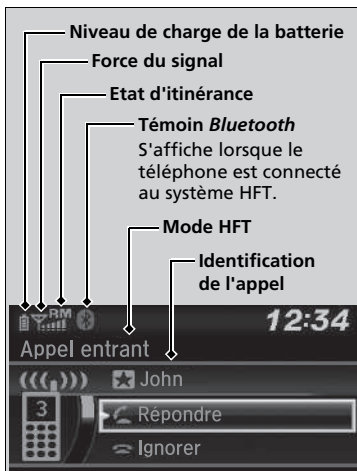 Niveau de charge de la batterie
Force du signal
Etat d'itinérance
Témoin Bluetooth
S'affiche lorsque le
téléphone est connecté
au système HFT.
Mode HFT
Identification
de l'appel
RM
12:34
Appel entrant
John
3
Répondre
Ignorer